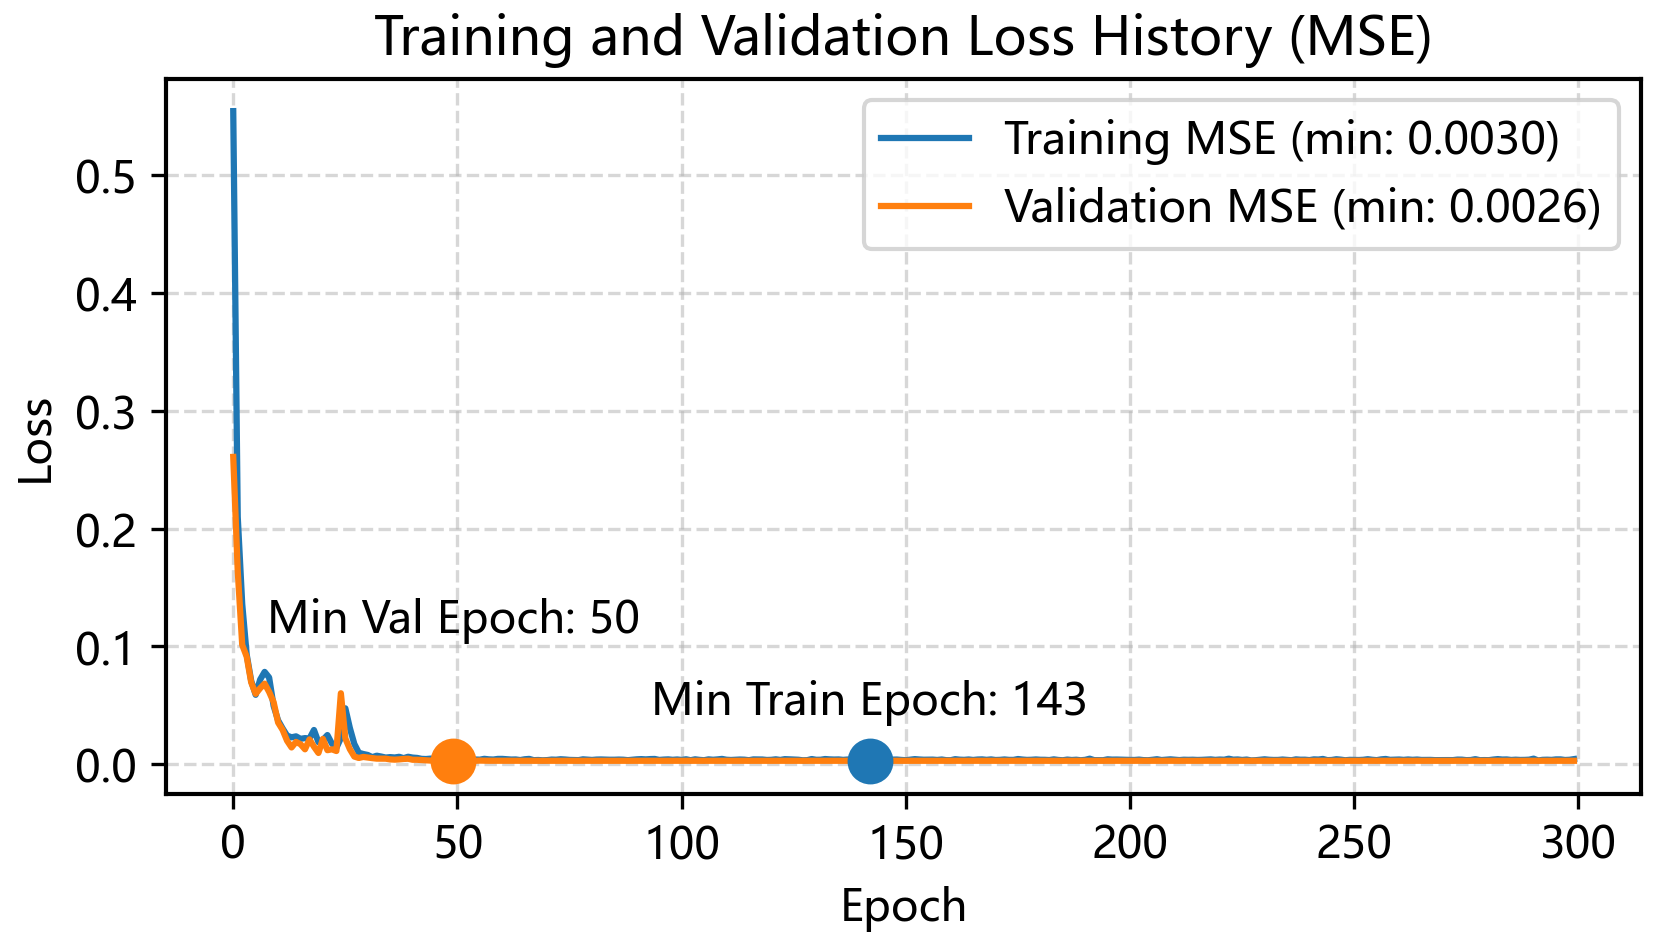 Training and Validation Loss History (MSE)
Training MSE (min: 0.0030)
Validation MSE (min: 0.0026)
Loss
0.5
0.4
0.3
0.2
0.1
0.0
Min Val Epoch: 50
Min Train Epoch: 143
0 50 100 150 200 250 300
Epoch